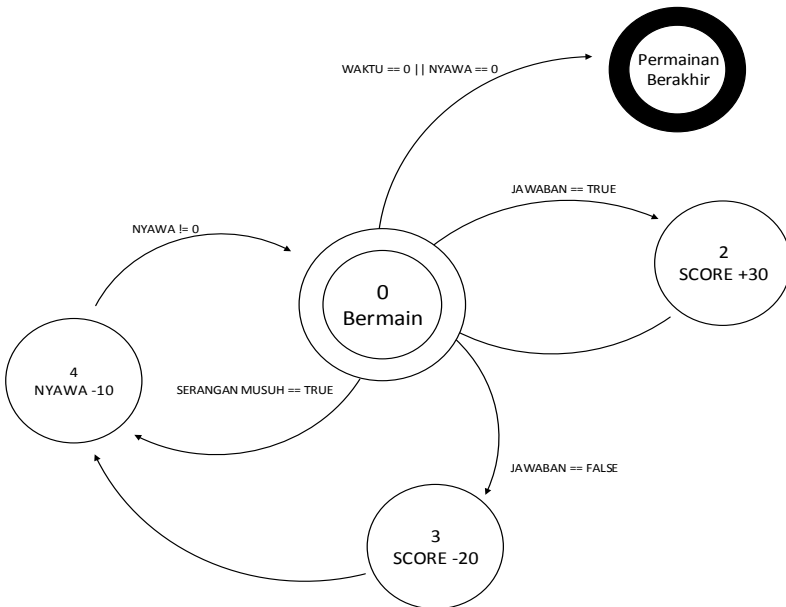 Permainan
Berakhir
WAKTU == 0 || NYAWA == 0
JAWABAN == TRUE
NYAWA != 0
2
SCORE +30
0
Bermain
4
NYAWA -10
SERANGAN MUSUH == TRUE
JAWABAN == FALSE
3
SCORE -20